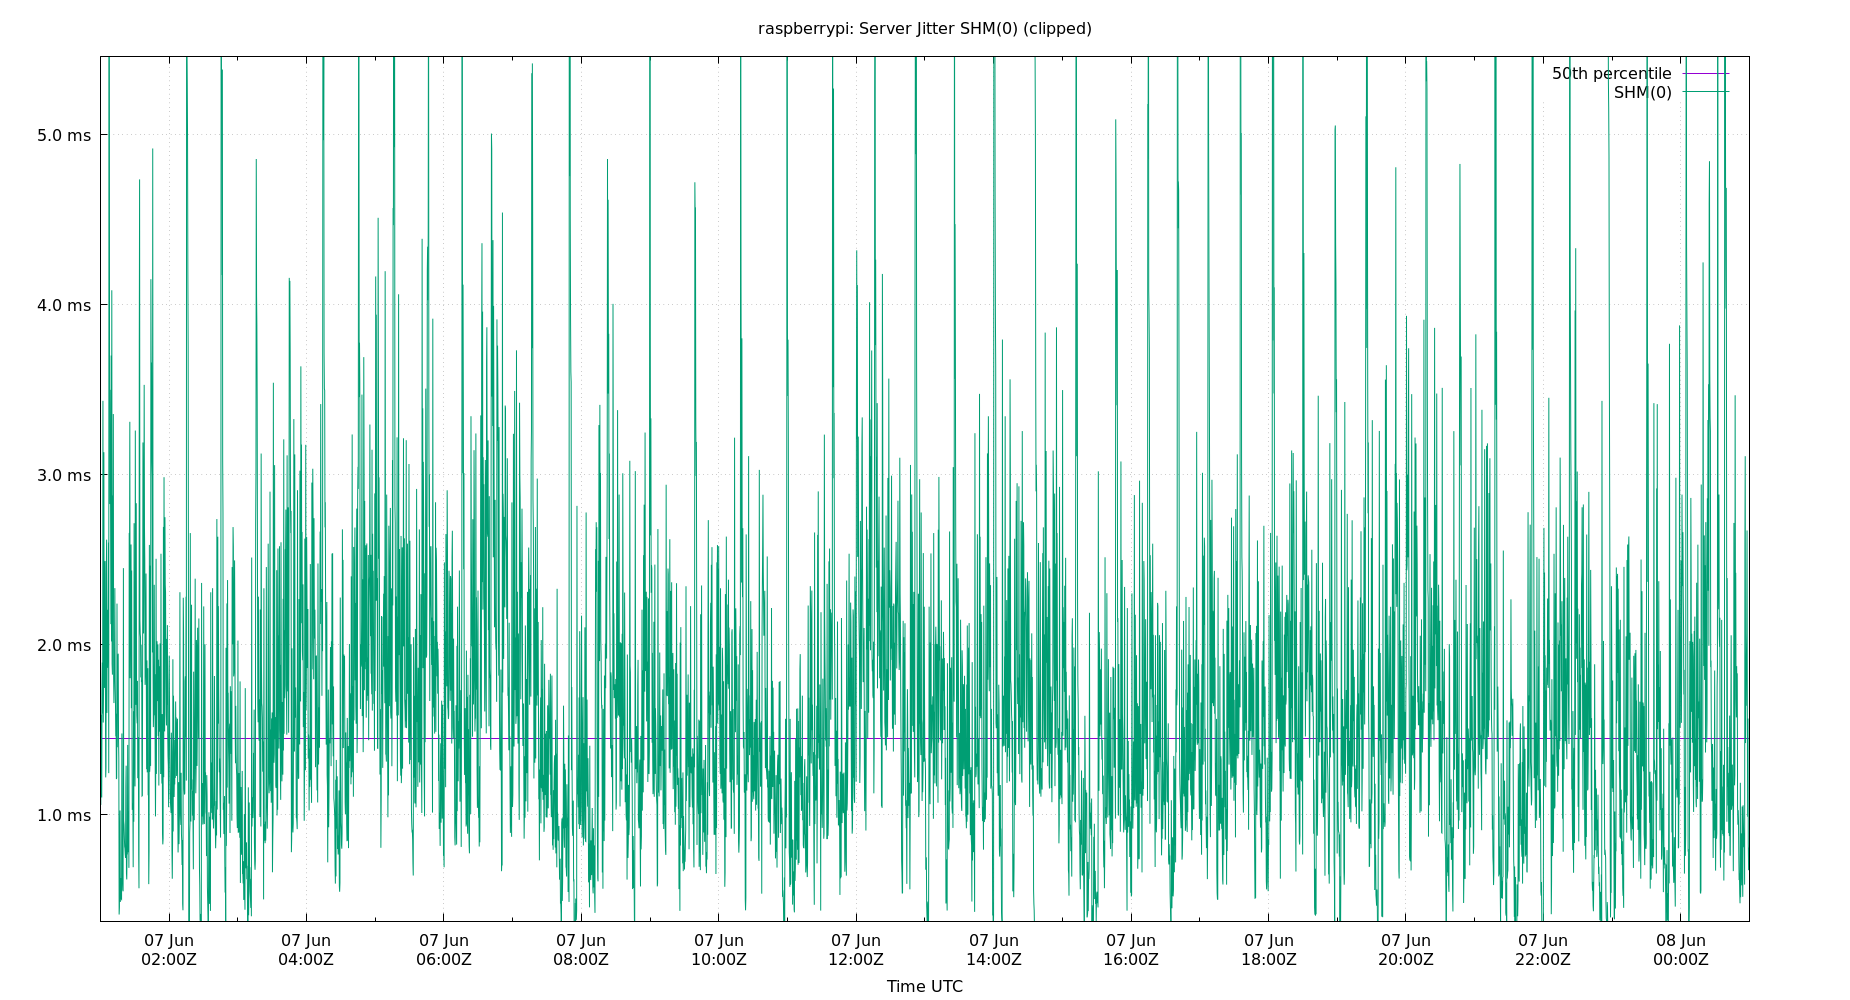 raspberrypi: Server Jitter SHM(0) (clipped)
50th percentile
SHM(0)
5.0 ms
4.0 ms
3.0 ms
2.0 ms
1.0 ms
07 Jun 07 Jun 07 Jun 07 Jun 07 Jun 07 Jun 07 Jun 07 Jun 07 Jun 07 Jun 07 Jun 08 Jun
02:00Z 04:00Z 06:00Z 08:00Z 10:00Z 12:00Z 14:00Z 16:00Z 18:00Z 20:00Z 22:00Z 00:00Z
Time UTC